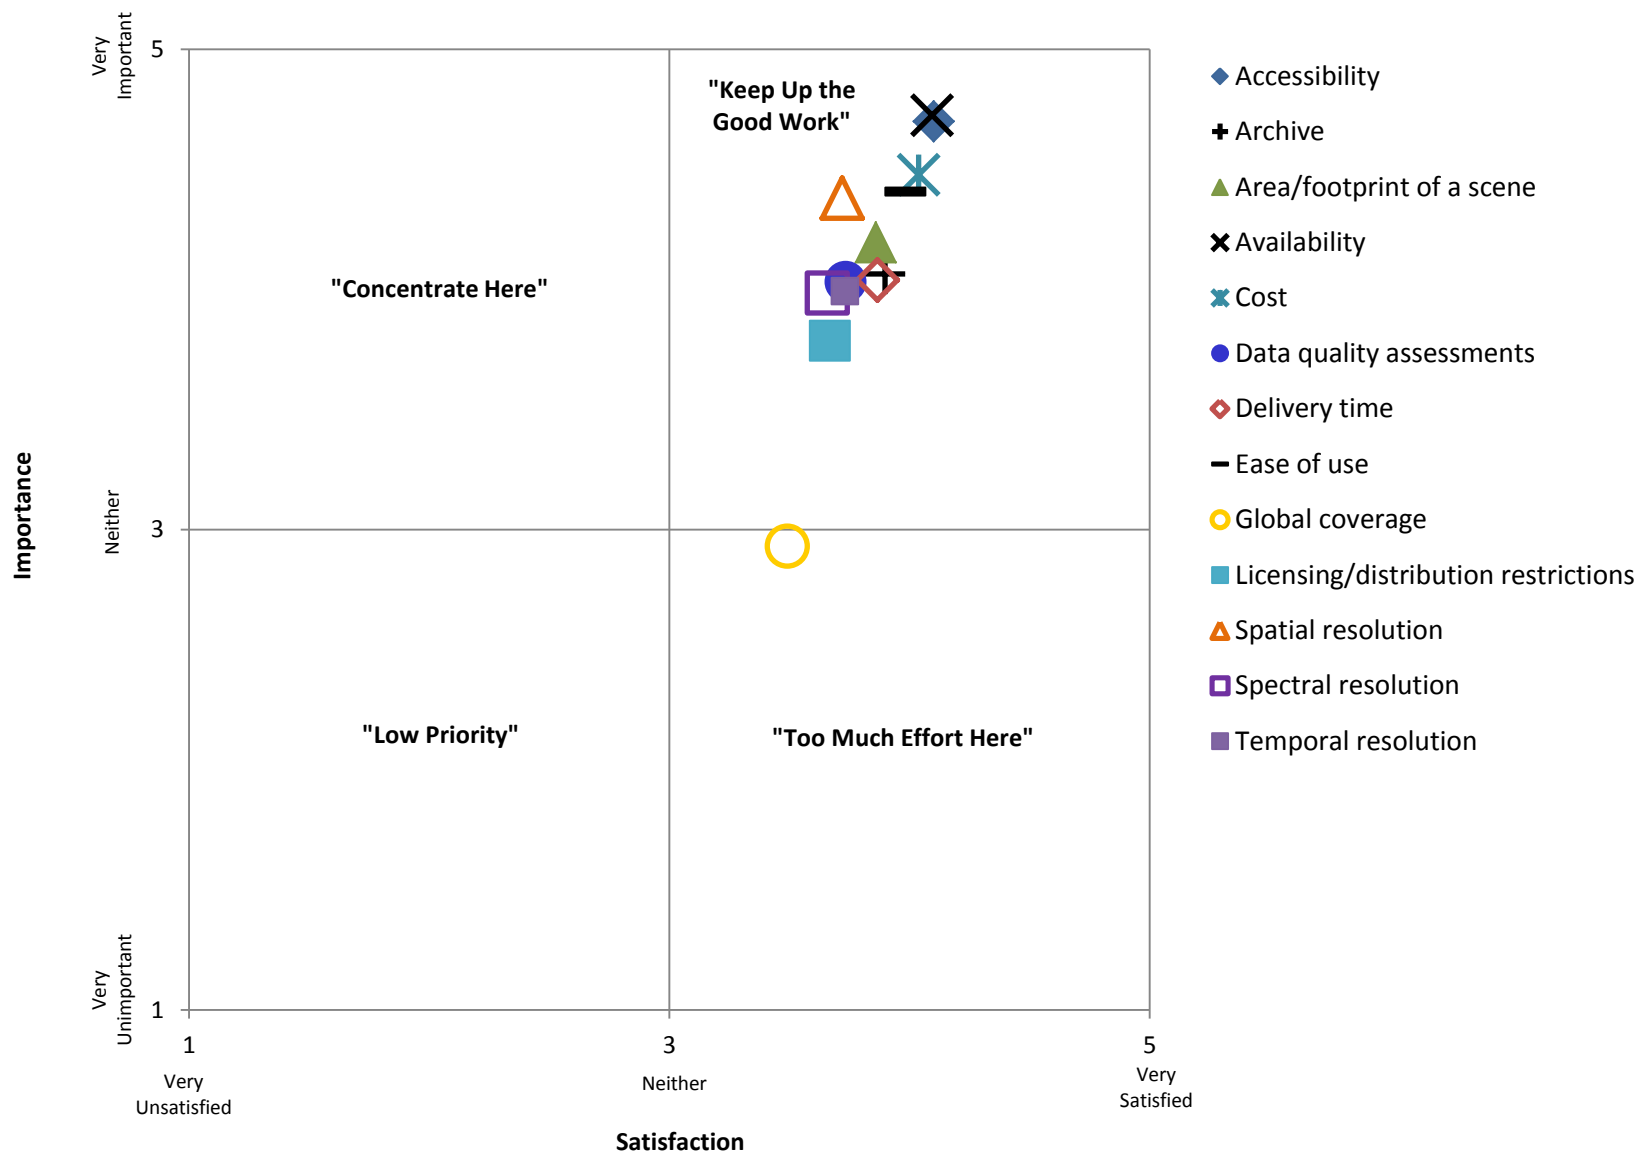 Very
Important
5
"Keep Up the
Good Work"
"Concentrate Here"
Importance
Neither
3
"Low Priority"
"Too Much Effort Here"
Very
Unimportant
1
1
3
5
Very
Unsatisfied
Neither
Very
Satisfied
Satisfaction
Accessibility
Archive
Area/footprint of a scene
Availability
Cost
Data quality assessments
Delivery time
Ease of use
Global coverage
Licensing/distribution restrictions
Spatial resolution
Spectral resolution
Temporal resolution